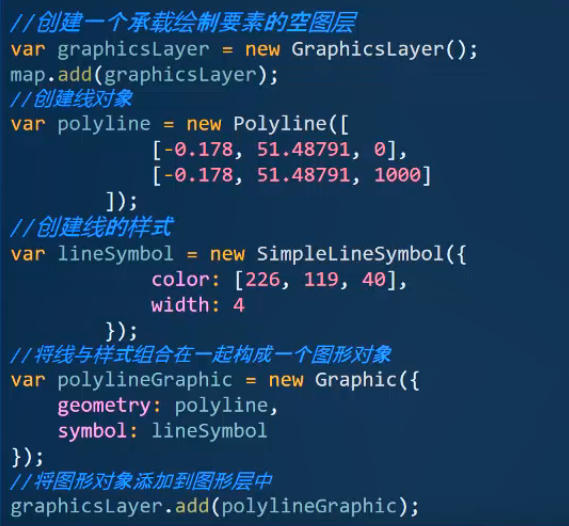 //创建一个承载绘制要素的空图层
var graphicsLayer = new GraphicsLayer();
map.add(graphicsLayer);
//创建线对象
var polyline = new Polyline([
            [-0.178, 51.48791, 0],
            [-0.178, 51.48791, 1000]
        ]);
//创建线的样式
var lineSymbol = new SimpleLineSymbol({
            color: [226, 119, 40],
            width: 4
        });
//将线与样式组合在一起构成一个图形对象
var polylineGraphic = new Graphic({
    geometry: polyline,
    symbol: lineSymbol
});
//将图形对象添加到图形层中
graphicsLayer.add(polylineGraphic);